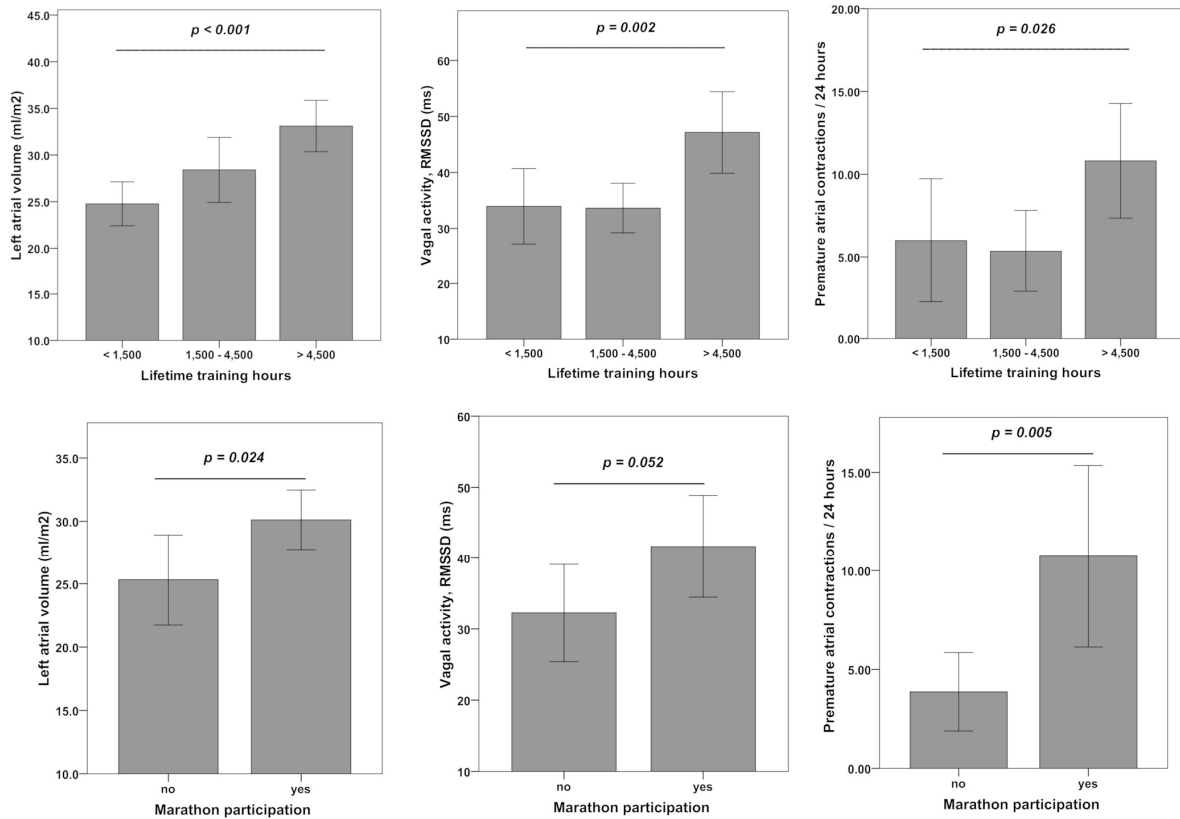 Left atrial volume (ml/m2)
45.0
40.0
35.0
30.0
25.0
20.0
15.0
10.0
p < 0.001
< 1,500
1,500 - 4,500
> 4,500
Lifetime training hours
Vagal activity, RMSSD (ms)
60
50
40
30
20
10
p = 0.002
< 1,500
1,500 - 4,500
> 4,500
Lifetime training hours
Premature atrial contractions / 24 hours
20.00
15.00
10.00
5.00
0.00
p = 0.026
< 1,500
1,500 - 4,500
> 4,500
Lifetime training hours
Left atrial volume (ml/m2)
35.0
30.0
25.0
20.0
15.0
10.0
p = 0.024
no
yes
Marathon participation
Vagal activity, RMSSD (ms)
60
50
40
30
20
10
p = 0.052
no
yes
Marathon participation
Premature atrial contractions / 24 hours
15.00
10.00
5.00
0.00
p = 0.005
no
yes
Marathon participation